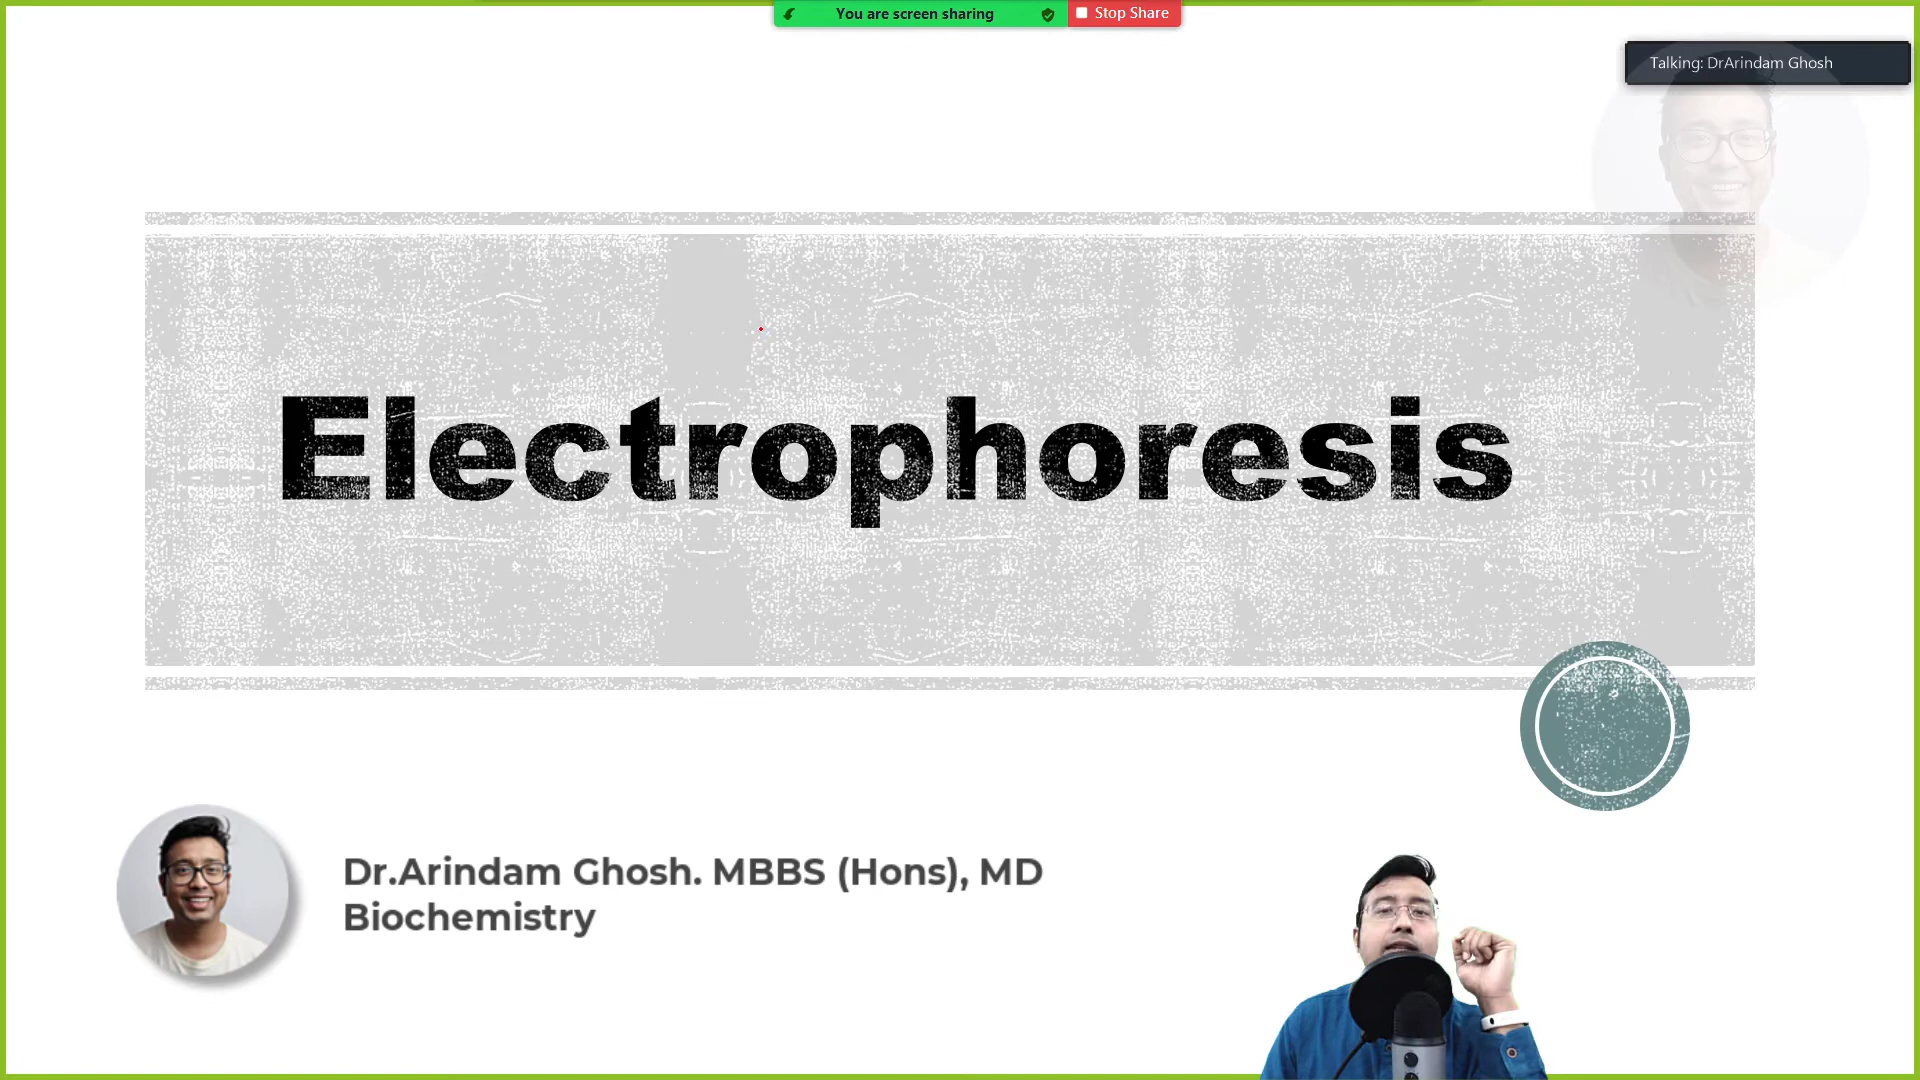 You are screen sharing
Stop Share
Talking: DrArindam Ghosh
Electrophoresis
Dr.Arindam Ghosh. MBBS (Hons), MD
Biochemistry